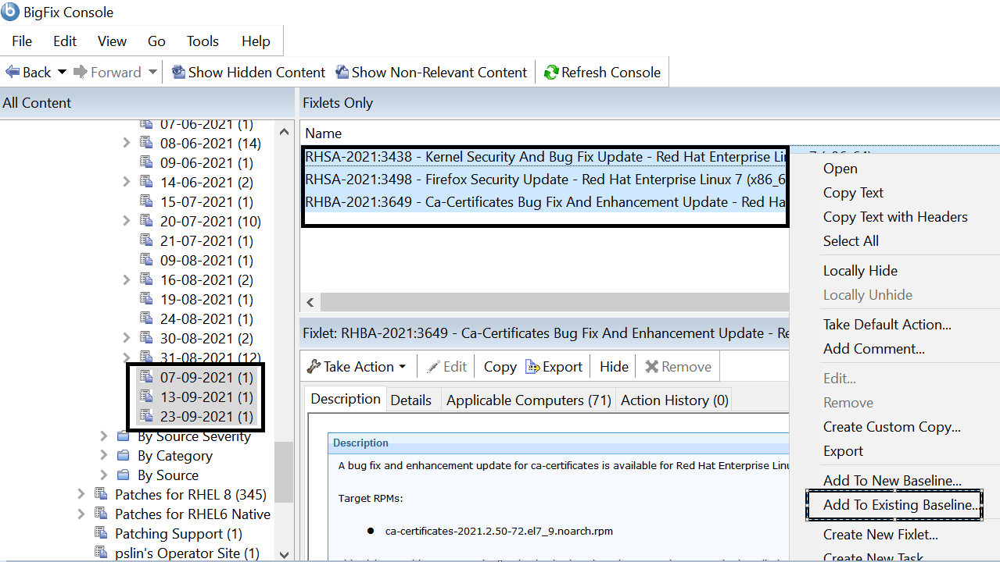 BigFix Console
File Edit View Go Tools Help
Back Forward Show Hidden Content Show Non-Relevant Content Refresh Console
All Content
07-06-2021 (1)
08-06-2021 (14)
09-06-2021 (1)
14-06-2021 (2)
15-07-2021 (1)
20-07-2021 (10)
21-07-2021 (1)
09-08-2021 (1)
16-08-2021 (2)
19-08-2021 (1)
24-08-2021 (1)
30-08-2021 (2)
31-08-2021 (12)
07-09-2021 (1)
13-09-2021 (1)
23-09-2021 (1)
By Source Severity
By Category
By Source
Patches for RHEL 8 (345)
Patches for RHEL6 Native
Patching Support (1)
pslin's Operator Site (1)
Fixlets Only
Name
RHSA-2021:3438 - Kernel Security And Bug Fix Update - Red Hat Enterprise Lin
RHSA-2021:3498 - Firefox Security Update - Red Hat Enterprise Linux 7 (x86_6
RHBA-2021:3649 - Ca-Certificates Bug Fix And Enhancement Update - Red Ha
Fixlet: RHBA-2021:3649 - Ca-Certificates Bug Fix And Enhancement Update - Re
Take Action Edit Copy Export Hide Remove
Description Details Applicable Computers (71) Action History (0)
Description
A bug fix and enhancement update for ca-certificates is available for Red Hat Enterprise Linu
Target RPMs:
● ca-certificates-2021.2.50-72.el7_9.noarch.rpm
Open
Copy Text
Copy Text with Headers
Select All
Locally Hide
Locally Unhide
Take Default Action...
Add Comment...
Edit...
Remove
Create Custom Copy...
Export
Add To New Baseline...
Add To Existing Baseline...
Create New Fixlet...
Create New Task